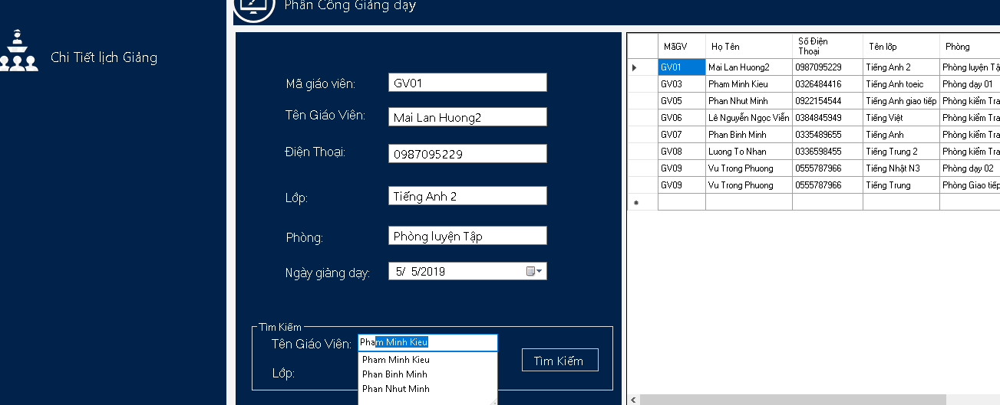 Phân Công Giảng dạy
Chi Tiết lịch Giảng
Mã giáo viên: GV01
Tên Giáo Viên: Mai Lan Huong2
Điện Thoại: 0987095229
Lớp: Tiếng Anh 2
Phòng: Phòng luyện Tập
Ngày giảng dạy: 5/ 5/2019
Tìm Kiếm
Tên Giáo Viên: Pham Minh Kieu
Pham Minh Kieu
Phan Binh Minh
Phan Nhut Minh
Lớp:
Tìm Kiếm
MãGV Họ Tên Số Điện Thoại Tên lớp Phòng
GV01 Mai Lan Huong2 0987095229 Tiếng Anh 2 Phòng luyện Tậ
GV03 Pham Minh Kieu 0326484416 Tiếng Anh toeic Phòng dạy 01
GV05 Phan Nhut Minh 0922154544 Tiếng Anh giao tiếp Phòng kiểm Tra
GV06 Lê Nguyễn Ngọc Viễn 0384845949 Tiếng Việt Phòng kiểm Tra
GV07 Phan Binh Minh 0335489655 Tiếng Anh Phòng kiểm Tra
GV08 Luong To Nhan 0336598455 Tiếng Trung 2 Phòng kiểm Tra
GV09 Vu Trong Phuong 0555787966 Tiếng Nhật N3 Phòng dạy 02
GV09 Vu Trong Phuong 0555787966 Tiếng Trung Phòng Giao tiếp